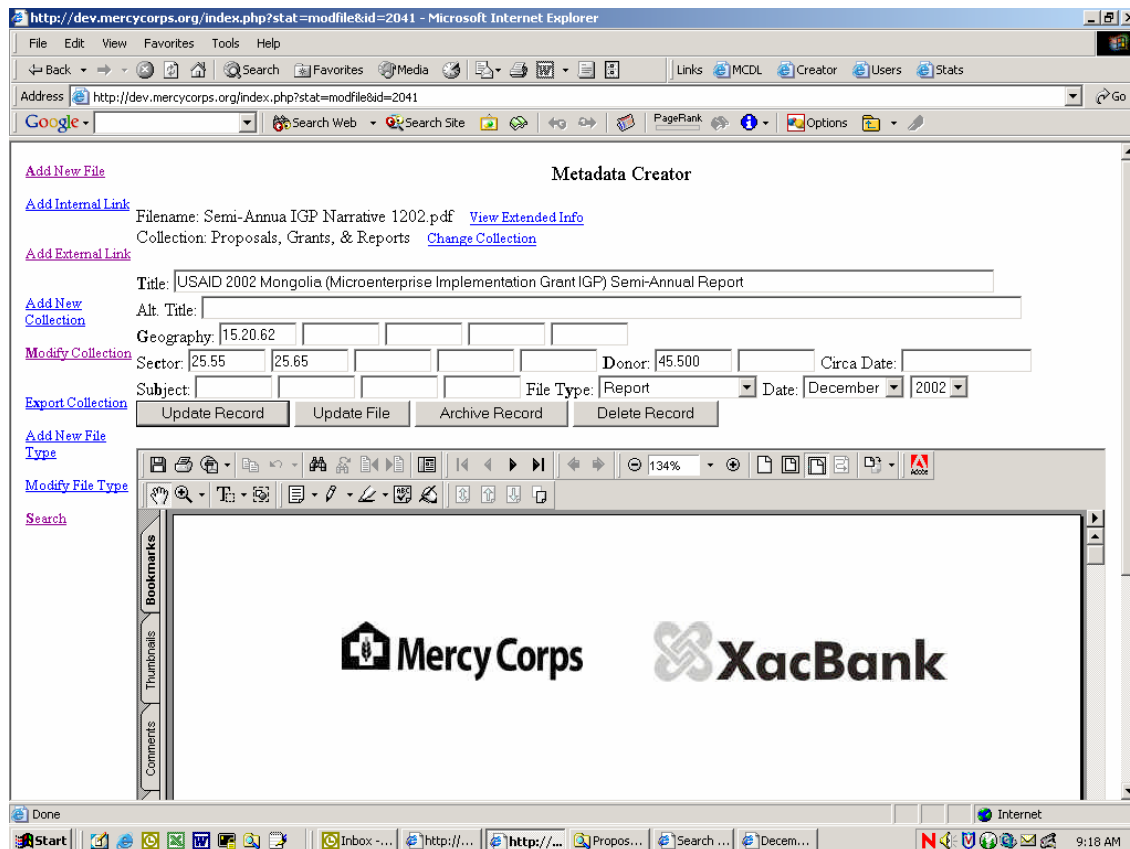 http://dev.mercycorps.org/index.php?stat=modfile&id=2041 - Microsoft Internet Explorer
File Edit View Favorites Tools Help
Back Search Favorites Media Links MCDL Creator Users Stats
Address http://dev.mercycorps.org/index.php?stat=modfile&id=2041 Go
Google Search Web Search Site PageRank Options
Add New File
Add Internal Link
Add External Link
Add New
Collection
Modify Collection
Export Collection
Add New File
Type
Modify File Type
Search
Metadata Creator
Filename: Semi-Annua IGP Narrative 1202.pdf View Extended Info
Collection: Proposals, Grants, & Reports Change Collection
Title: USAID 2002 Mongolia (Microenterprise Implementation Grant IGP) Semi-Annual Report
Alt. Title:
Geography: 15.20.62
Sector: 25.55 25.65 Donor: 45.500 Circa Date:
Subject: File Type: Report Date: December 2002
Update Record Update File Archive Record Delete Record
134% Adobe
Bookmarks
Thumbnails
Comments
Mercy Corps XacBank
Done Internet
Start Inbox -... http://... http://... Propos... Search ... Decem... 9:18 AM